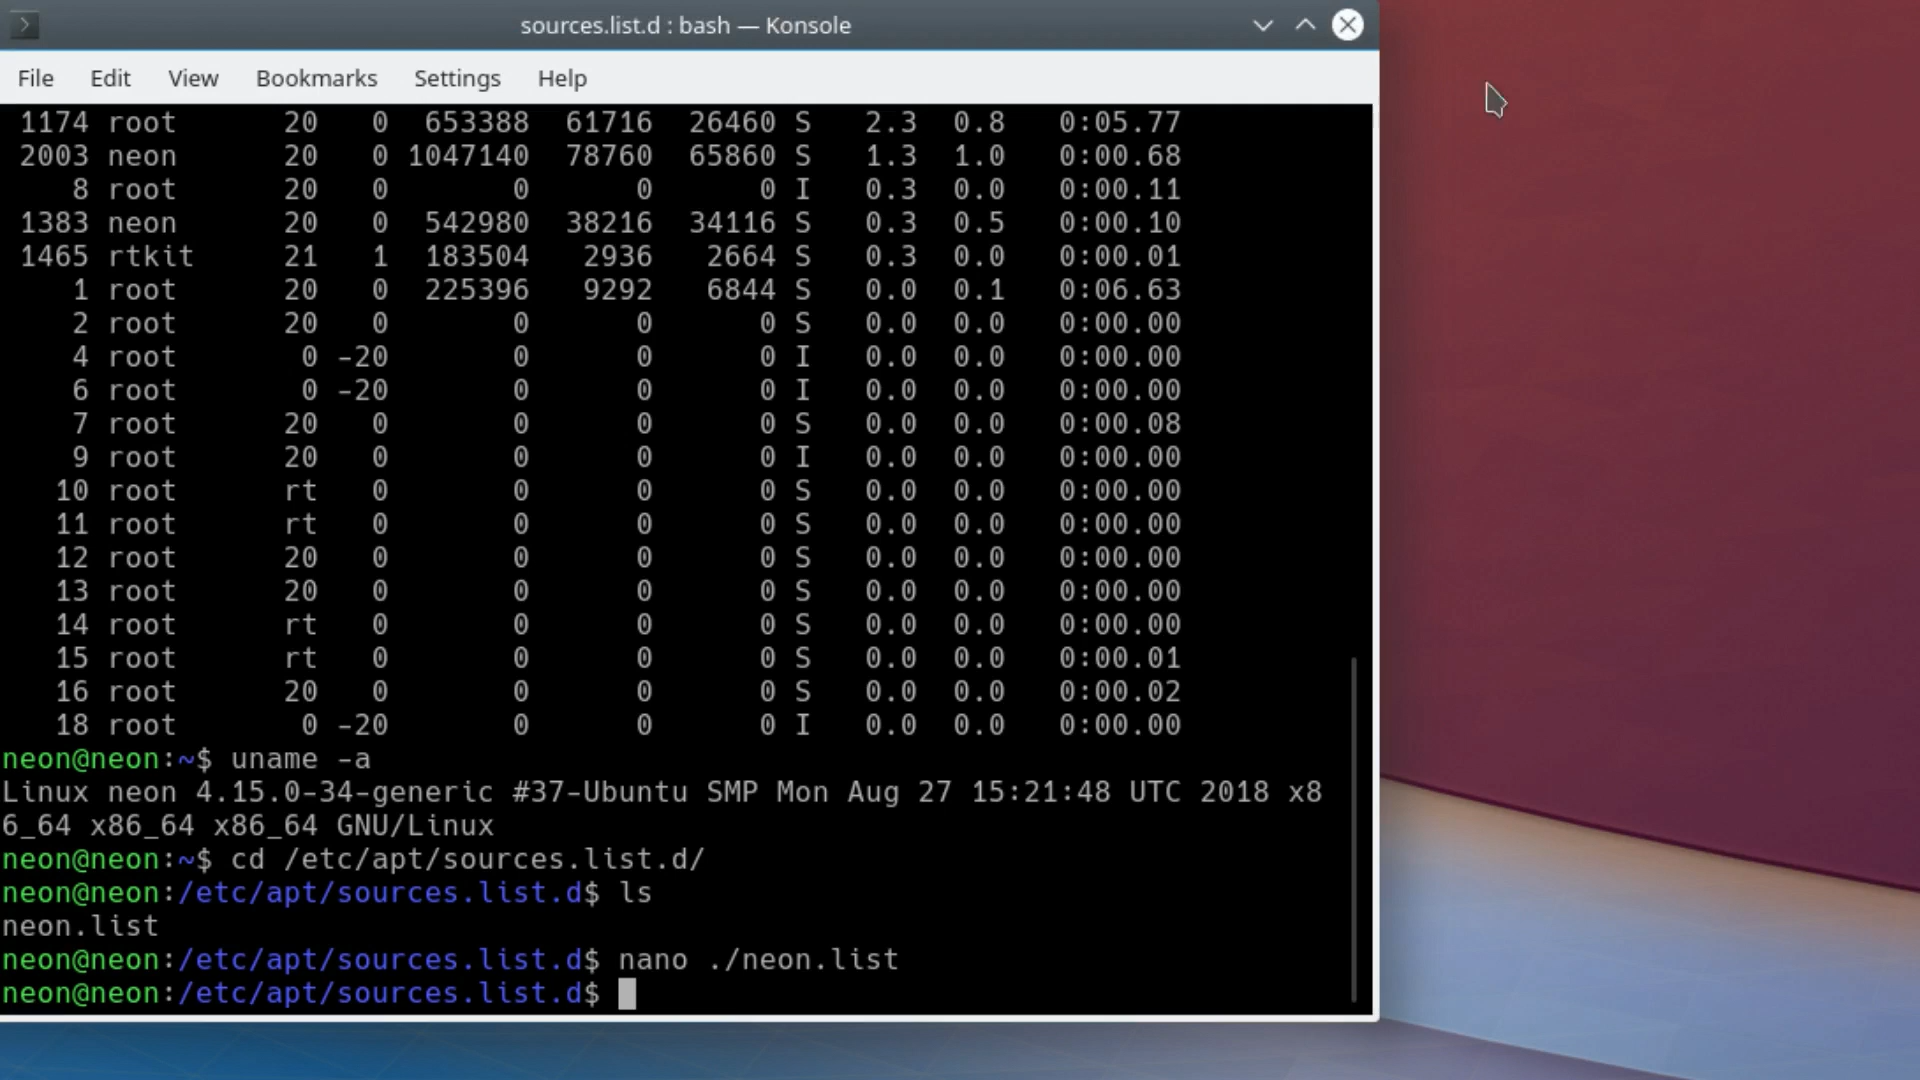 sources.list.d : bash — Konsole
File Edit View Bookmarks Settings Help
1174 root 20 0 653388 61716 26460 S 2.3 0.8 0:05.77
2003 neon 20 0 1047140 78760 65860 S 1.3 1.0 0:00.68
8 root 20 0 0 0 0 I 0.3 0.0 0:00.11
1383 neon 20 0 542980 38216 34116 S 0.3 0.5 0:00.10
1465 rtkit 21 1 183504 2936 2664 S 0.3 0.0 0:00.01
1 root 20 0 225396 9292 6844 S 0.0 0.1 0:06.63
2 root 20 0 0 0 0 S 0.0 0.0 0:00.00
4 root 0 -20 0 0 0 I 0.0 0.0 0:00.00
6 root 0 -20 0 0 0 I 0.0 0.0 0:00.00
7 root 20 0 0 0 0 S 0.0 0.0 0:00.08
9 root 20 0 0 0 0 I 0.0 0.0 0:00.00
10 root rt 0 0 0 0 S 0.0 0.0 0:00.00
11 root rt 0 0 0 0 S 0.0 0.0 0:00.00
12 root 20 0 0 0 0 S 0.0 0.0 0:00.00
13 root 20 0 0 0 0 S 0.0 0.0 0:00.00
14 root rt 0 0 0 0 S 0.0 0.0 0:00.00
15 root rt 0 0 0 0 S 0.0 0.0 0:00.01
16 root 20 0 0 0 0 S 0.0 0.0 0:00.02
18 root 0 -20 0 0 0 I 0.0 0.0 0:00.00
neon@neon:~$ uname -a
Linux neon 4.15.0-34-generic #37-Ubuntu SMP Mon Aug 27 15:21:48 UTC 2018 x8
6_64 x86_64 x86_64 GNU/Linux
neon@neon:~$ cd /etc/apt/sources.list.d/
neon@neon:/etc/apt/sources.list.d$ ls
neon.list
neon@neon:/etc/apt/sources.list.d$ nano ./neon.list
neon@neon:/etc/apt/sources.list.d$